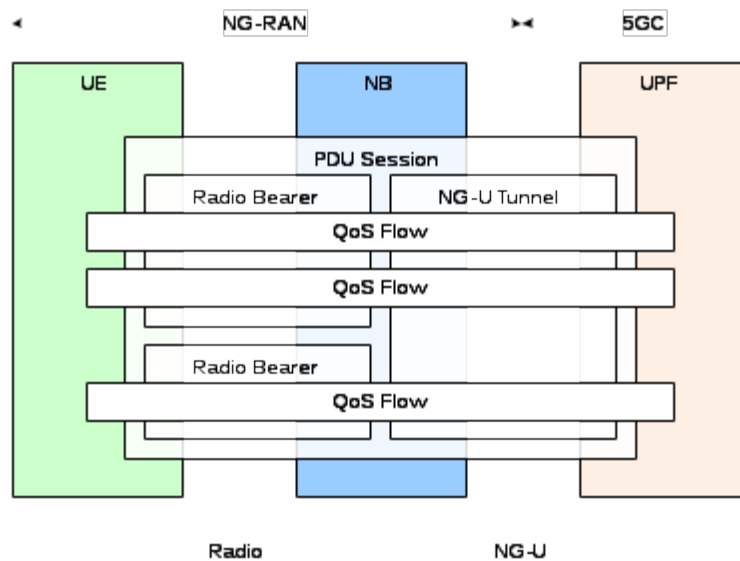 NG-RAN 5GC
UE NB UPF
PDU Session
Radio Bearer NG-U Tunnel
QoS Flow
QoS Flow
Radio Bearer
QoS Flow
Radio NG-U